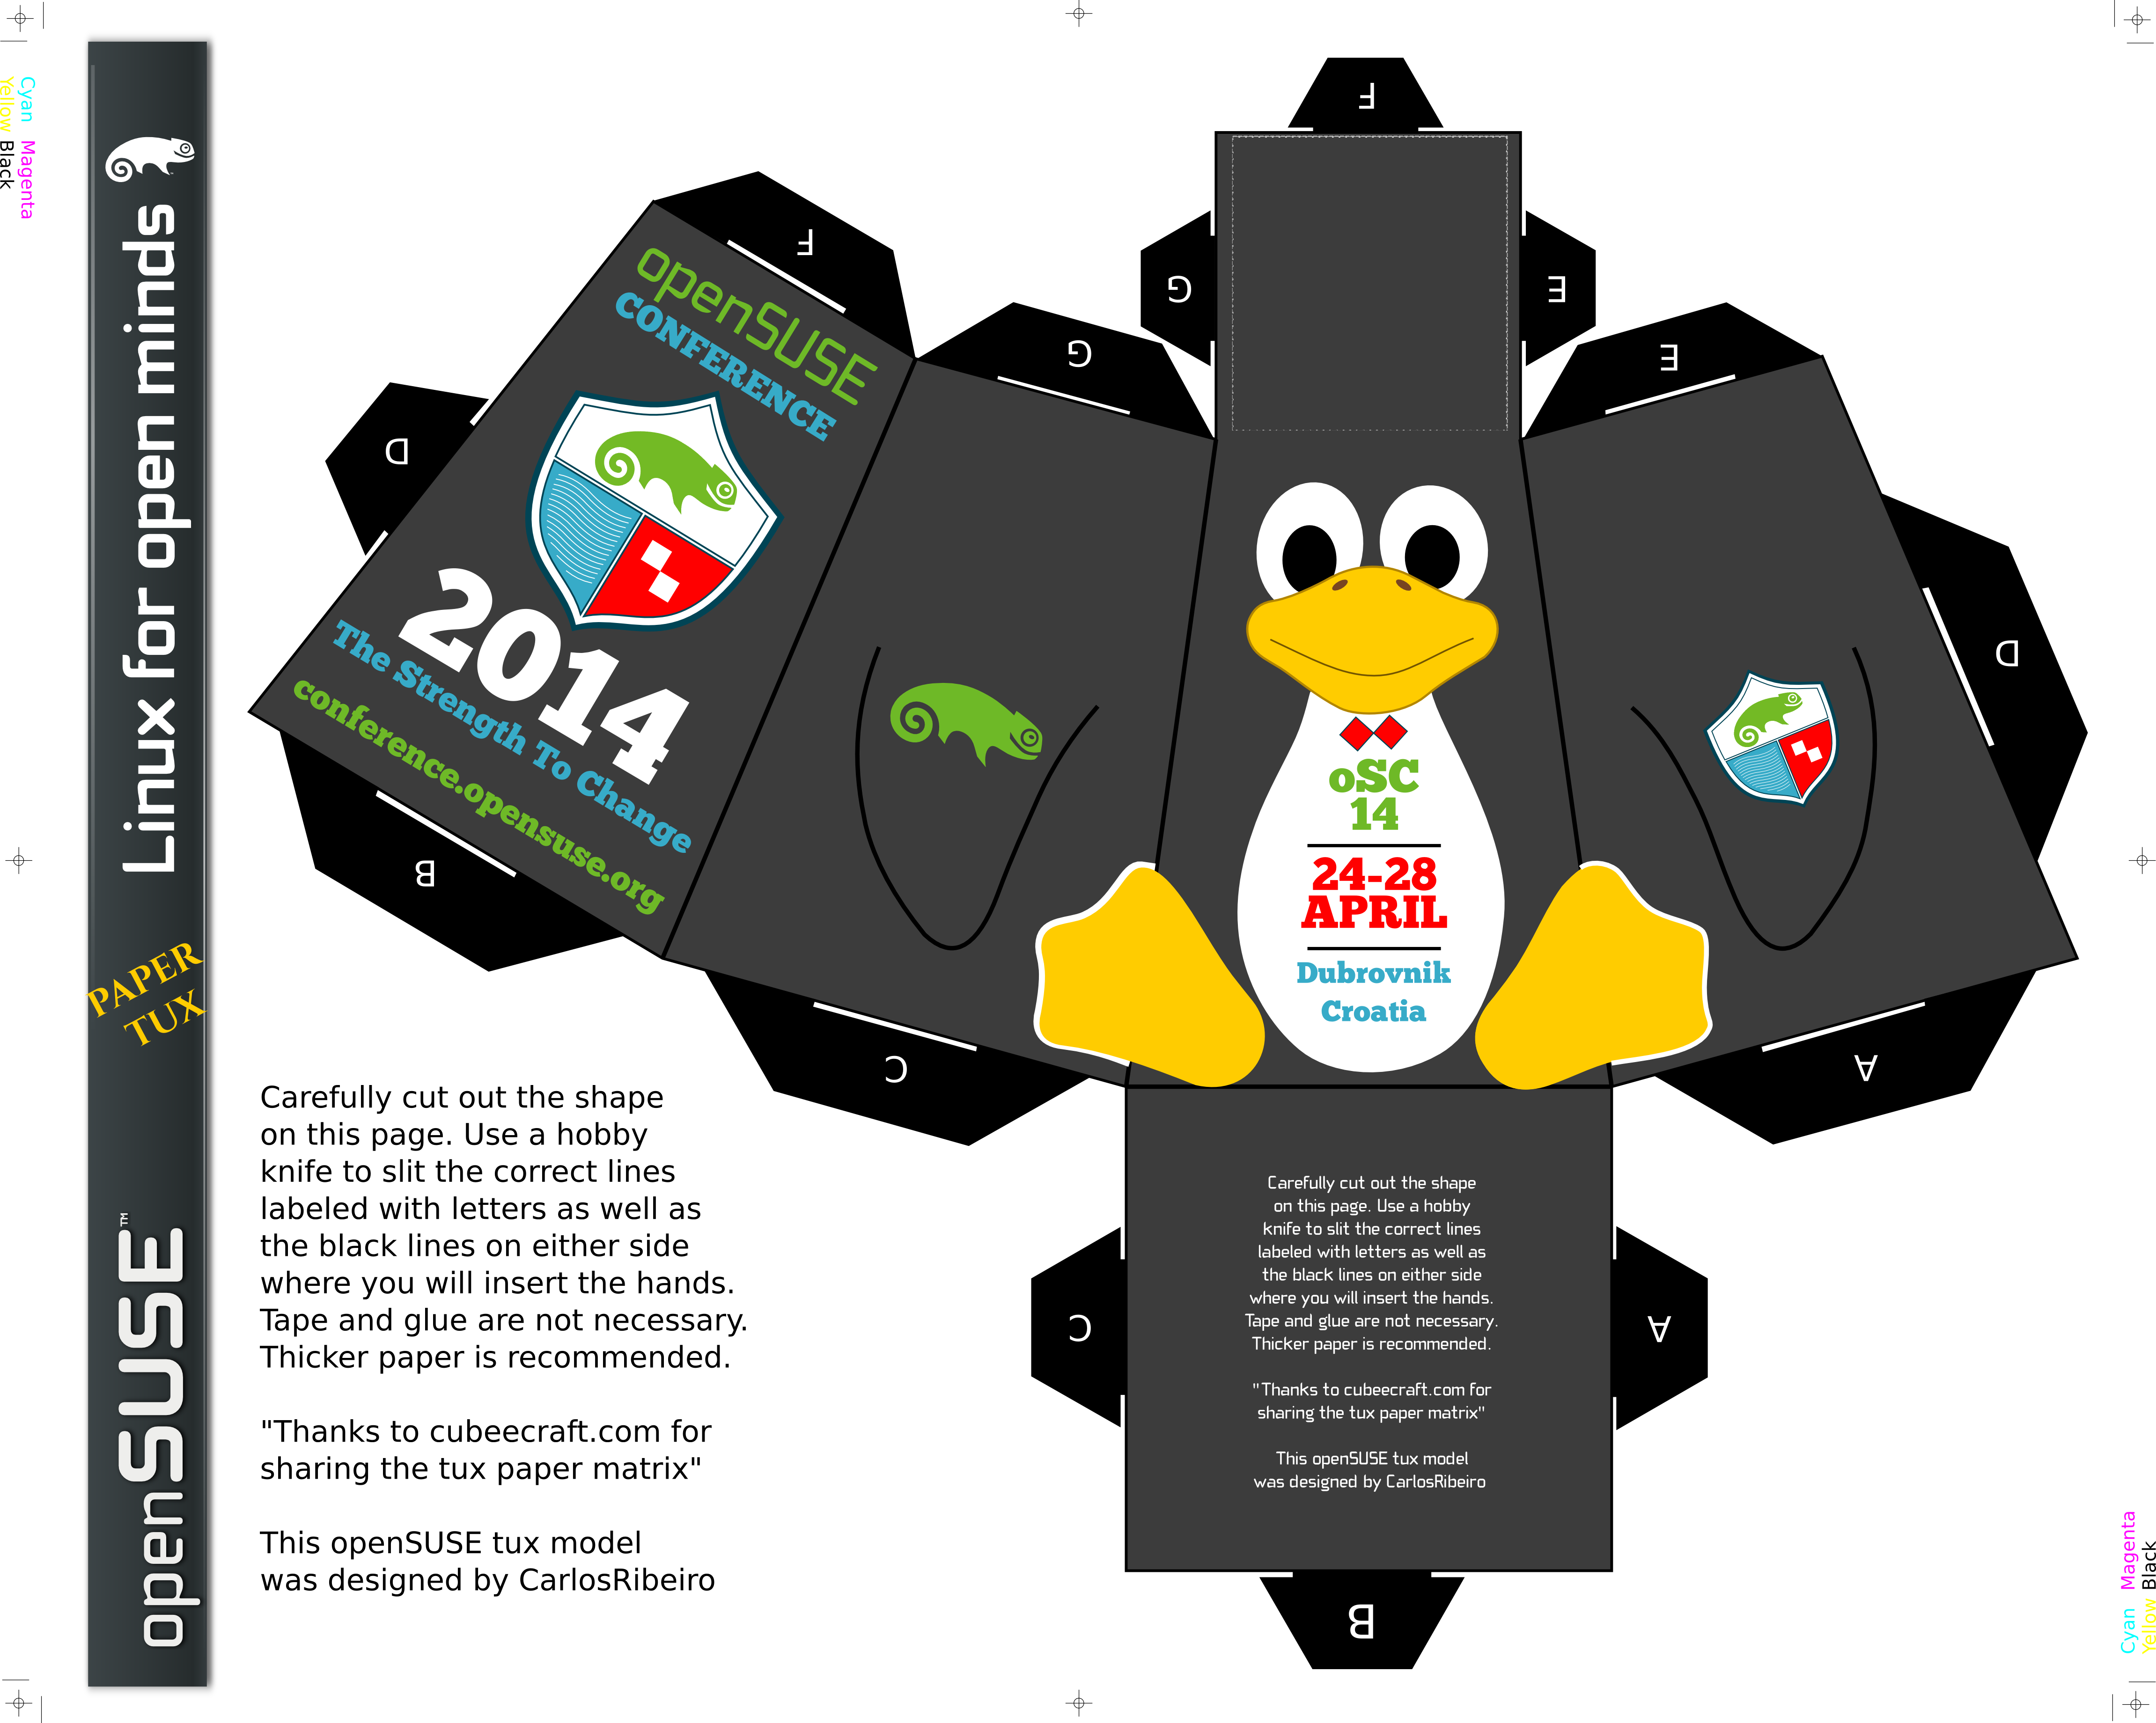 Cyan Magenta
Yellow Black
openSUSE™
PAPER
TUX
Linux for open minds
F
F
D
G
G
E
E
D
openSUSE
CONFERENCE
2014
The Strength To Change
conference.opensuse.org
B
C
A
oSC
14
24-28
APRIL
Dubrovnik
Croatia
Carefully cut out the shape
on this page. Use a hobby
knife to slit the correct lines
labeled with letters as well as
the black lines on either side
where you will insert the hands.
Tape and glue are not necessary.
Thicker paper is recommended.
"Thanks to cubeecraft.com for
sharing the tux paper matrix"
This openSUSE tux model
was designed by CarlosRibeiro
C
A
Carefully cut out the shape
on this page. Use a hobby
knife to slit the correct lines
labeled with letters as well as
the black lines on either side
where you will insert the hands.
Tape and glue are not necessary.
Thicker paper is recommended.
"Thanks to cubeecraft.com for
sharing the tux paper matrix"
This openSUSE tux model
was designed by CarlosRibeiro
B
Cyan Magenta
Yellow Black